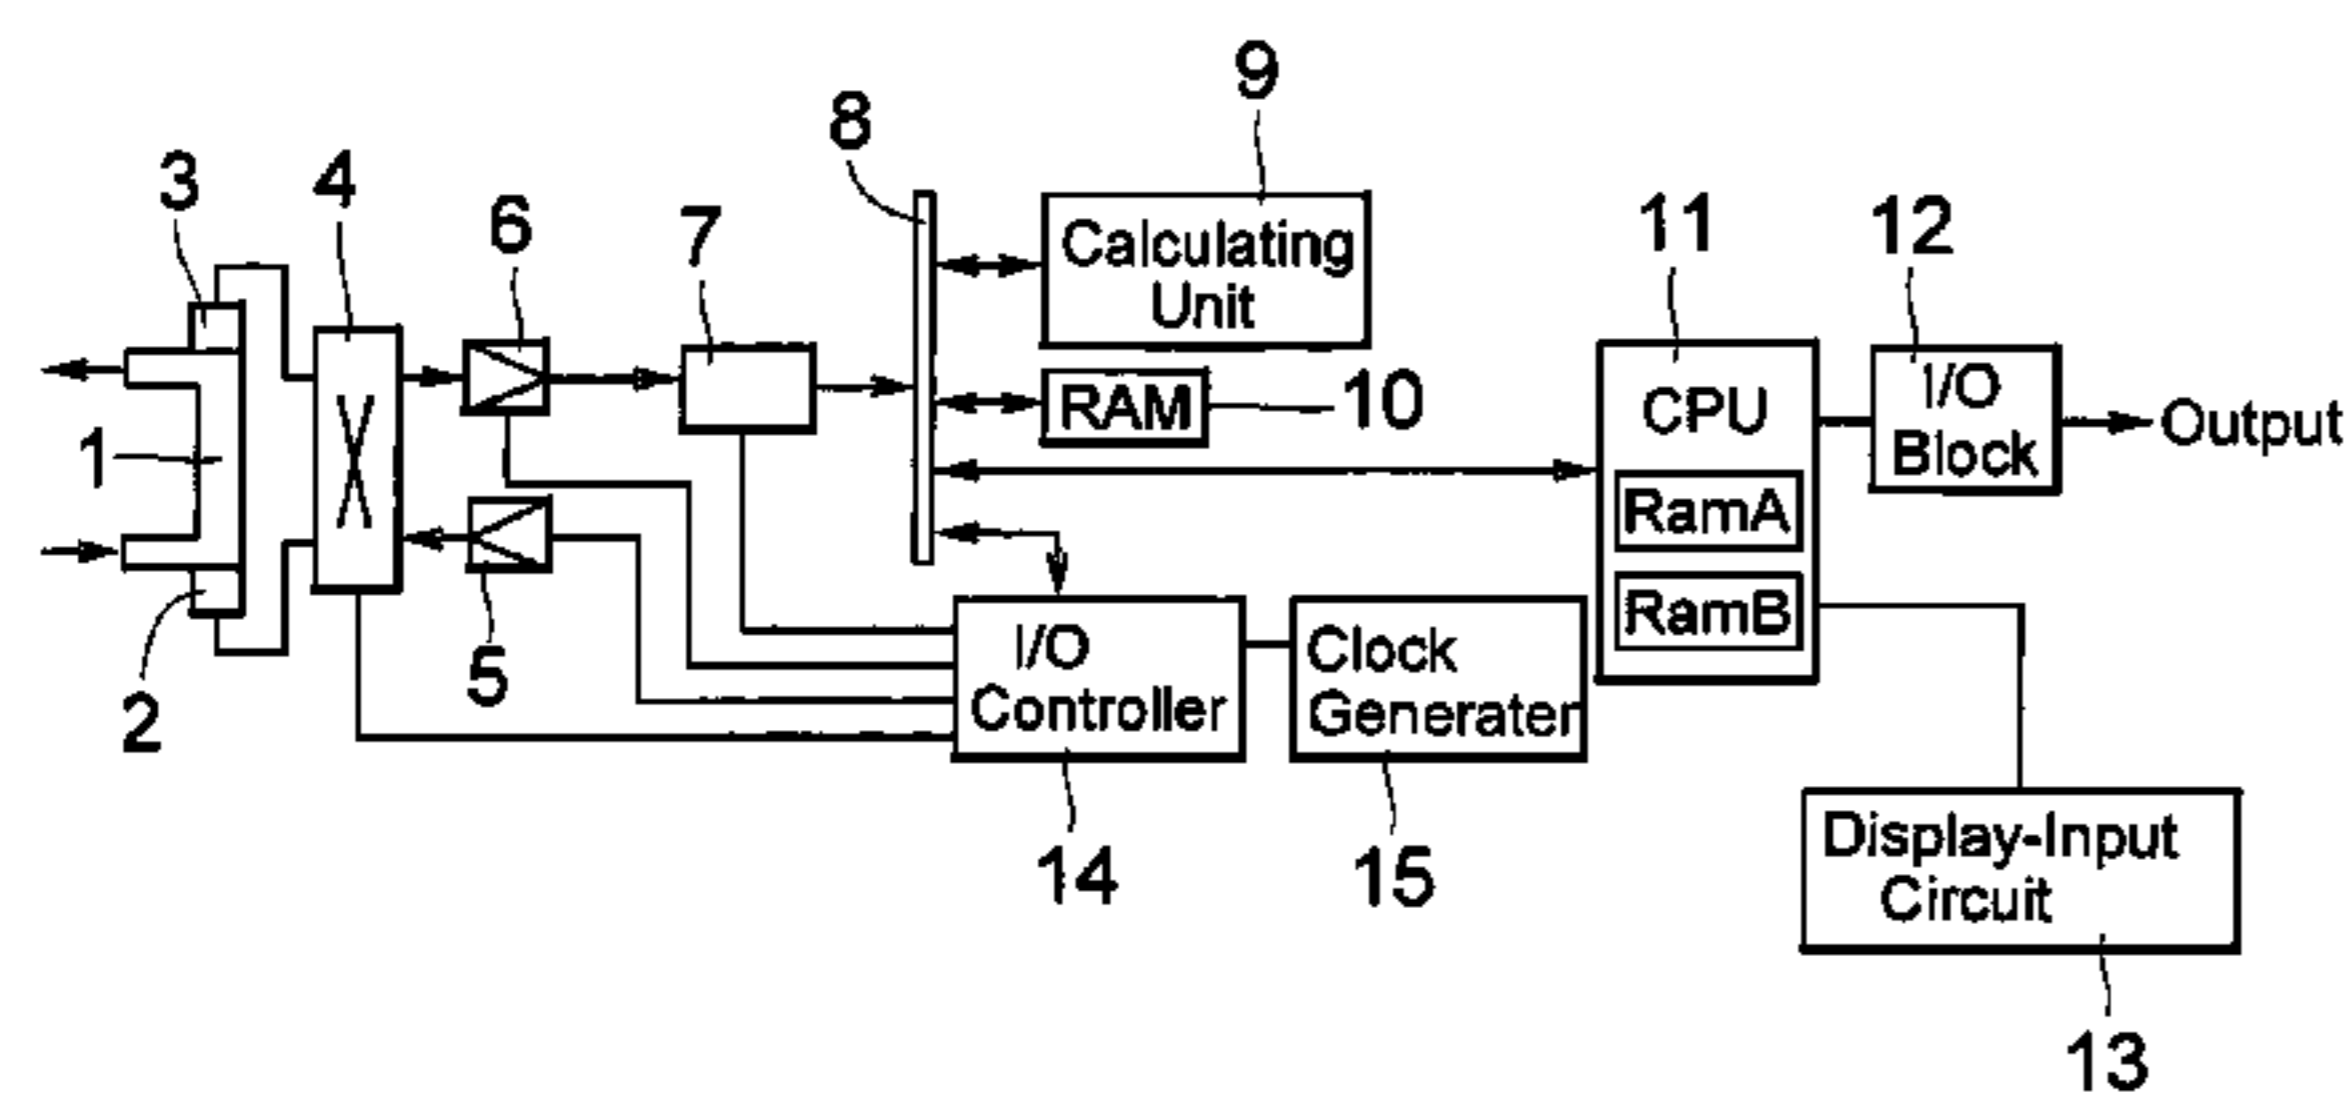 9
8
3
4
6
7
11
12
Calculating
Unit
I/O
Block
CPU
RAM
10
Output
1
RamA
RamB
2
5
I/O
Controller
Clock
Generater
14
15
Display-Input
Circuit
13